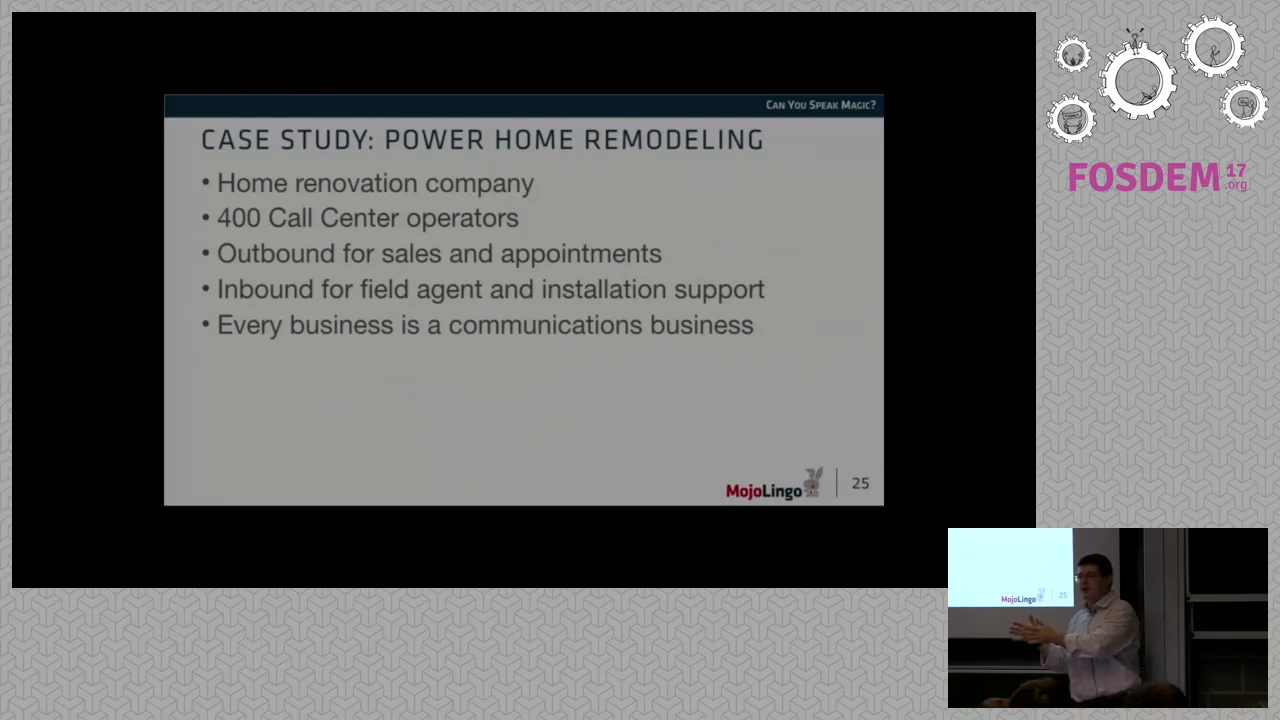 CAN YOU SPEAK MAGIC?
CASE STUDY: POWER HOME REMODELING
• Home renovation company
• 400 Call Center operators
• Outbound for sales and appointments
• Inbound for field agent and installation support
• Every business is a communications business
MojoLingo
25
FOSDEM 17 .org
MojoLingo
25